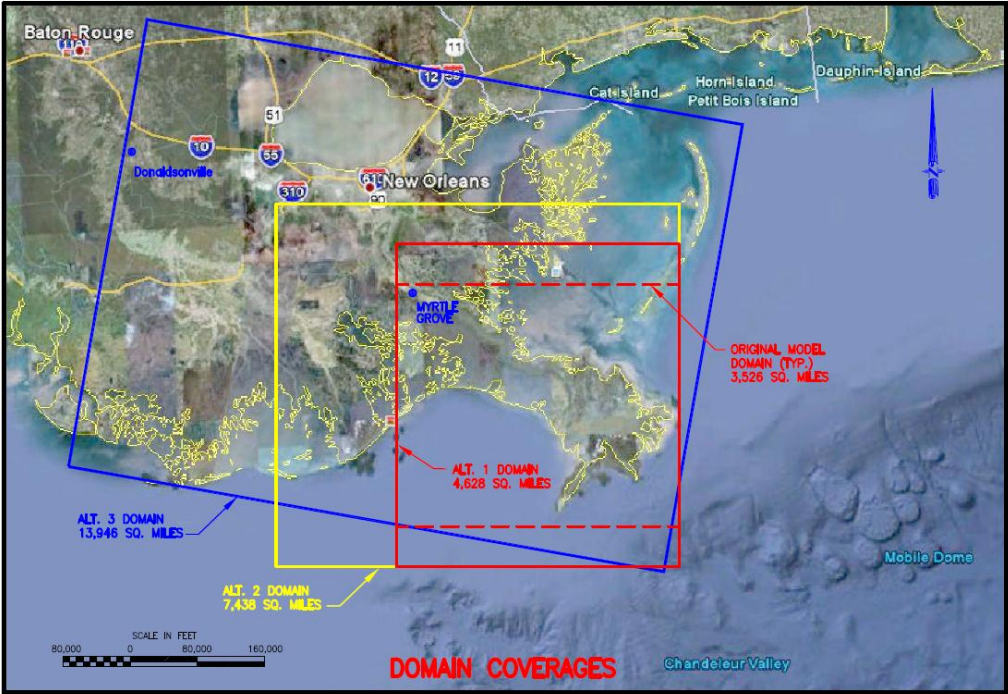 Baton Rouge
110
11
12
59
Dauphin Island
Horn Island
Cat Island
Petit Bois Island
51
10
55
Donaldsonville
310
610
New Orleans
90
N
MYRTLE
GROVE
ORIGINAL MODEL
DOMAIN (TYP.)
3,526 SQ. MILES
ALT. 1 DOMAIN
4,628 SQ. MILES
ALT. 3 DOMAIN
13,946 SQ. MILES
Mobile Dome
ALT. 2 DOMAIN
7,438 SQ. MILES
SCALE IN FEET
80,000 0 80,000 160,000
DOMAIN COVERAGES
Chandeleur Valley